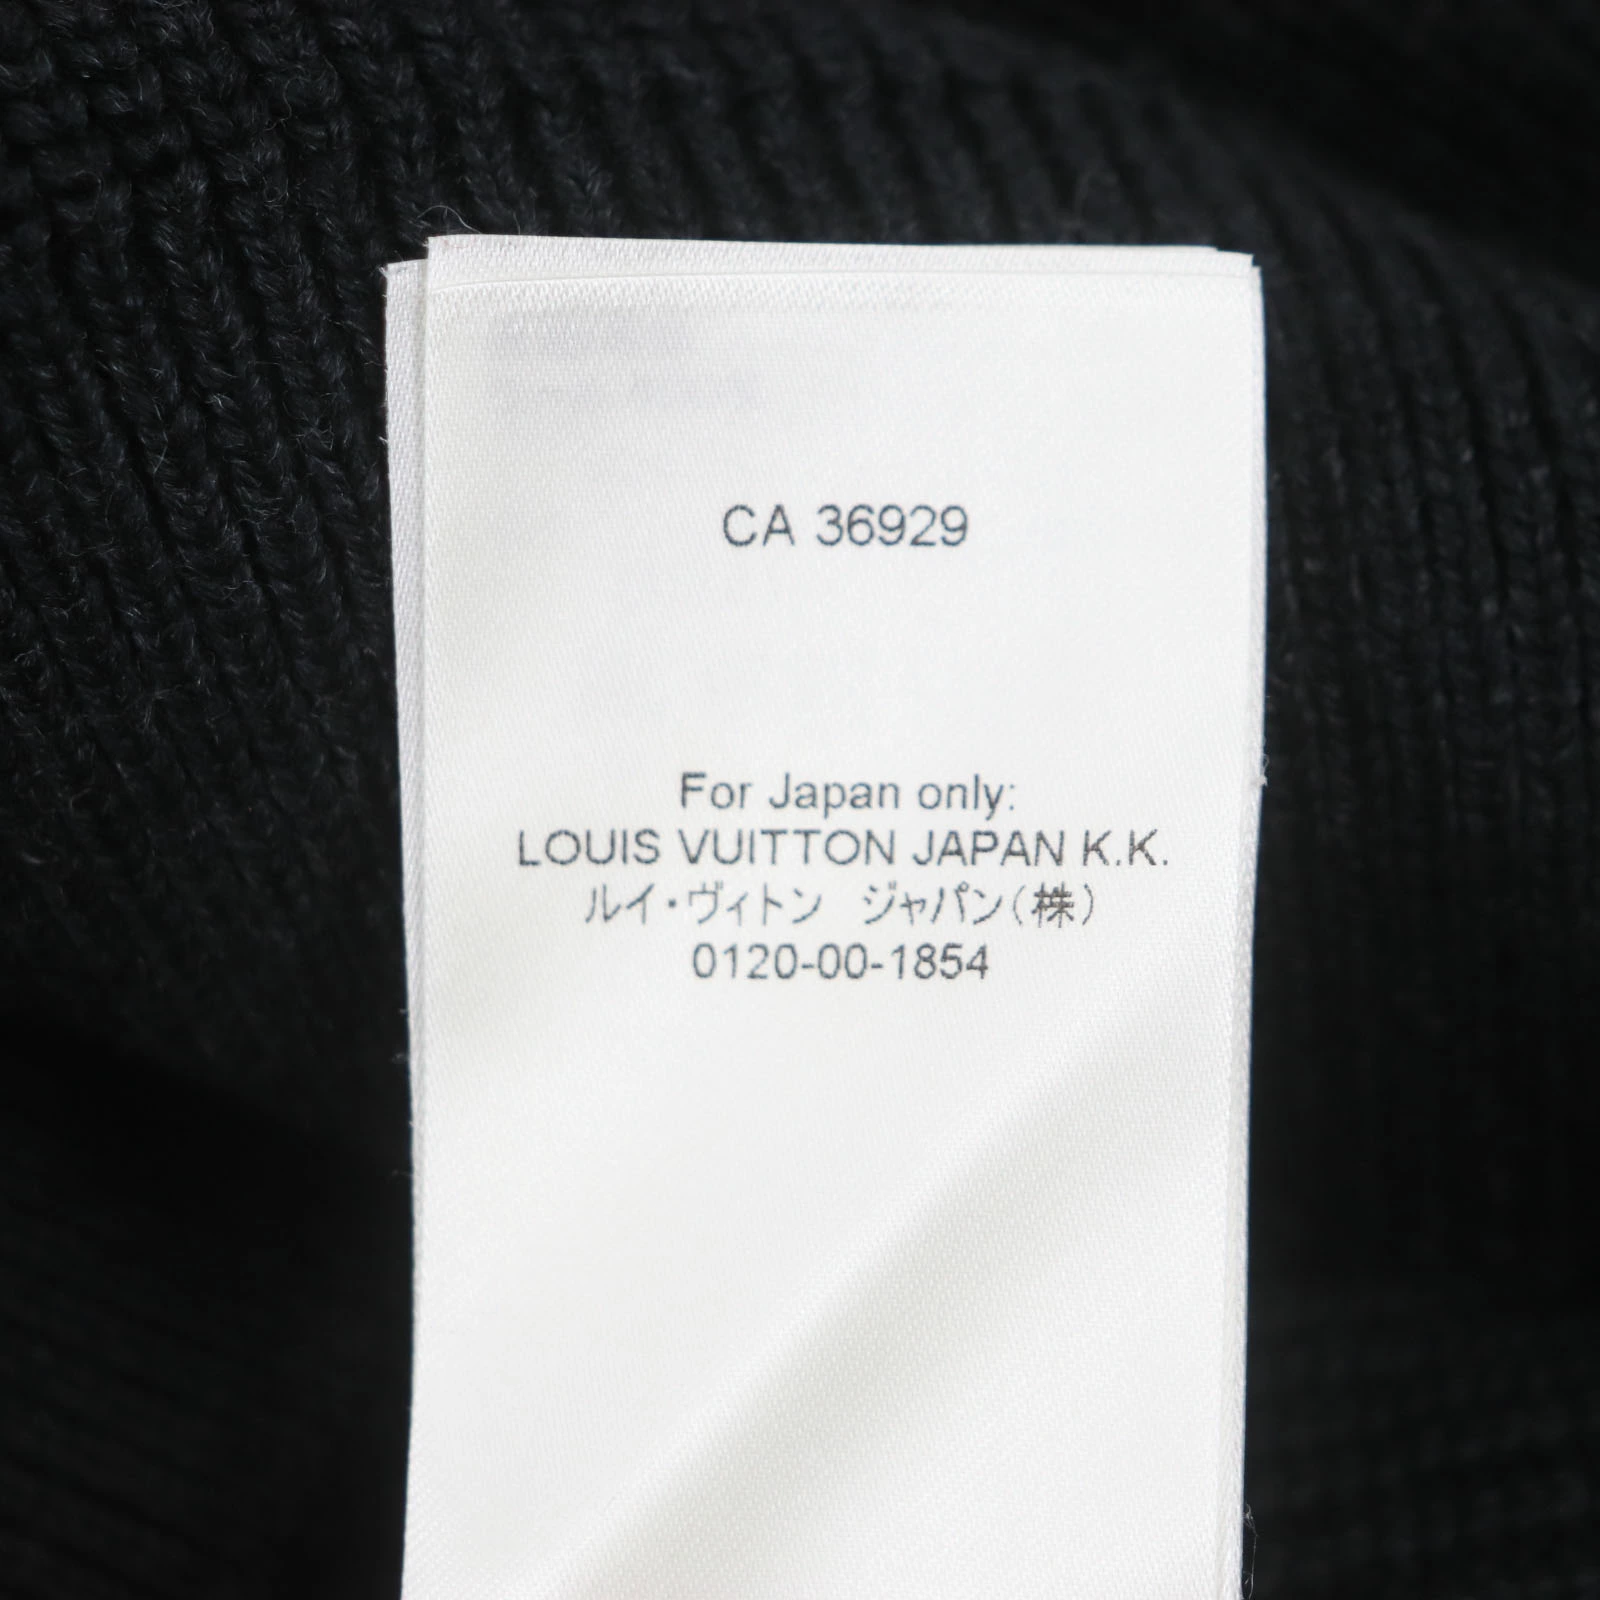 CA 36929
For Japan only:
LOUIS VUITTON JAPAN K.K.
ルイ・ヴィトン　ジャパン(株)
0120-00-1854